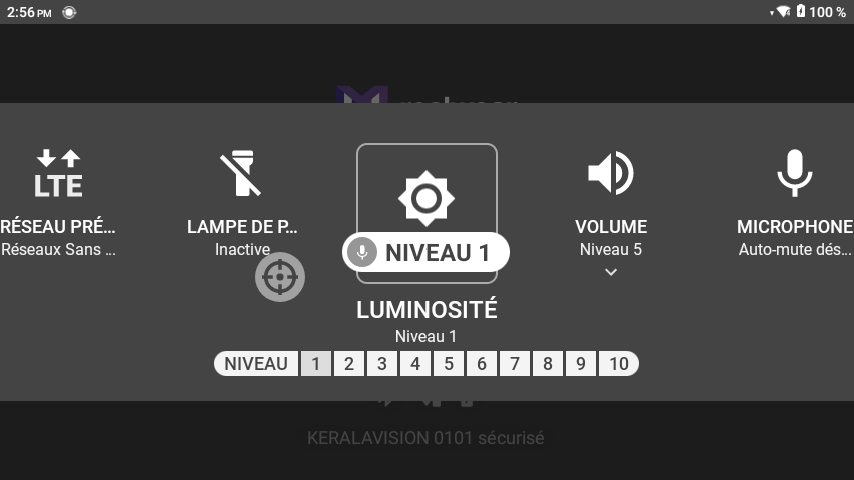 2:56 PM
100 %
LTE
RÉSEAU PRÉ...
Réseaux Sans ...
LAMPE DE P...
Inactive
NIVEAU 1
VOLUME
Niveau 5
MICROPHONE
Auto-mute dés...
LUMINOSITÉ
Niveau 1
NIVEAU 1 2 3 4 5 6 7 8 9 10
KERALAVISION 0101 sécurisé